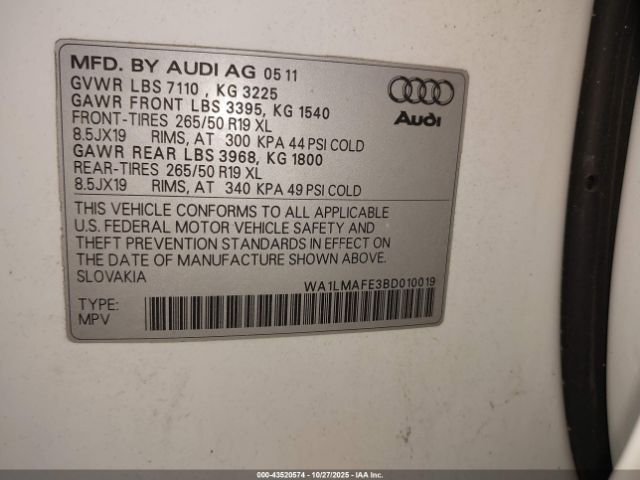 MFD. BY AUDI AG 05 11
GVWR LBS 7110 , KG 3225
GAWR FRONT LBS 3395, KG 1540
FRONT-TIRES 265/50 R19 XL
8.5JX19 RIMS, AT 300 KPA 44 PSI COLD
GAWR REAR LBS 3968, KG 1800
REAR-TIRES 265/50 R19 XL
8.5JX19 RIMS, AT 340 KPA 49 PSI COLD
Audi
THIS VEHICLE CONFORMS TO ALL APPLICABLE
U.S. FEDERAL MOTOR VEHICLE SAFETY AND
THEFT PREVENTION STANDARDS IN EFFECT ON
THE DATE OF MANUFACTURE SHOWN ABOVE.
SLOVAKIA
WA1LMAFE3BD010019
TYPE:
MPV
000-43520574 - 10/27/2025 - IAA, Inc.